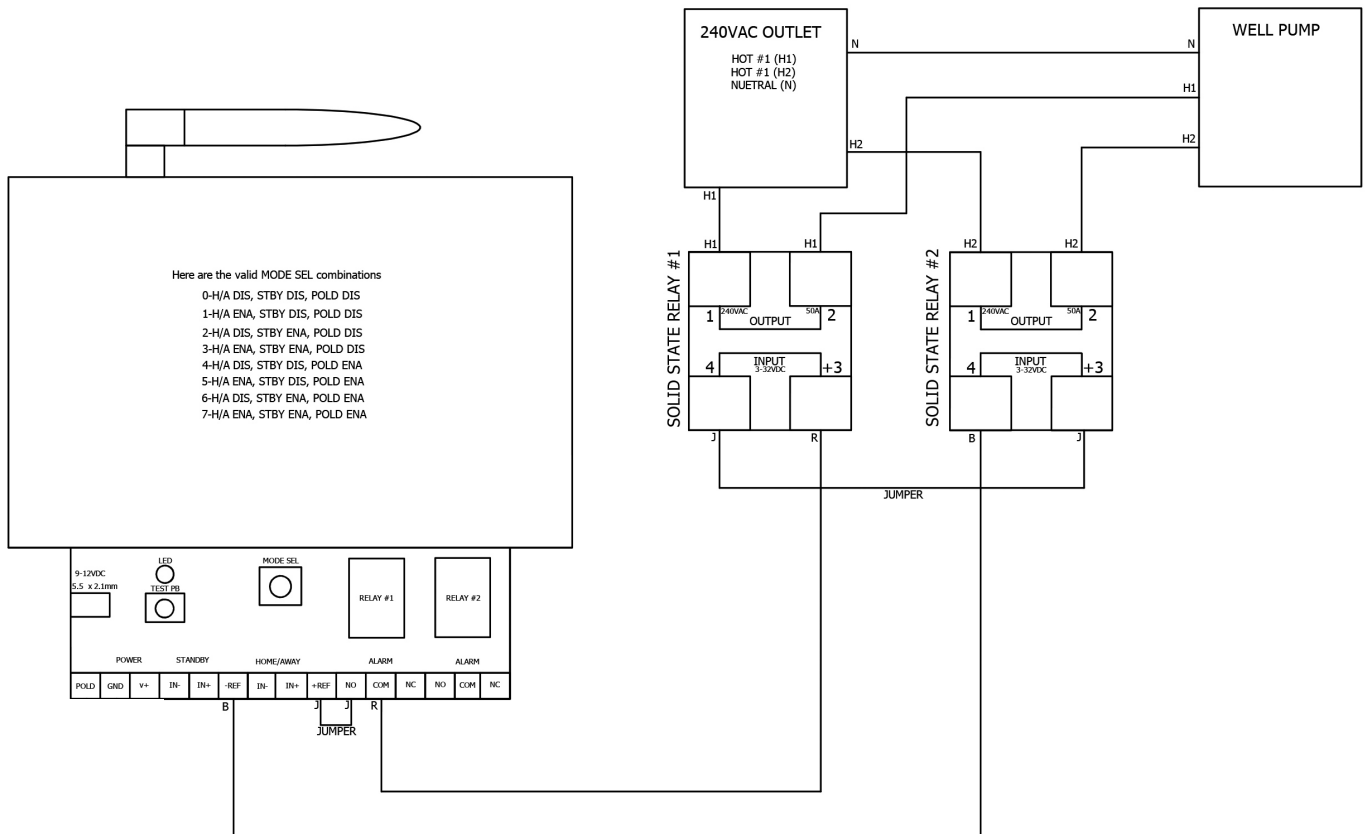 240VAC OUTLET
HOT #1 (H1)
HOT #1 (H2)
NUETRAL (N)
N
H2
H1
WELL PUMP
N
H1
H2
Here are the valid MODE SEL combinations
0-H/A DIS, STBY DIS, POLD DIS
1-H/A ENA, STBY DIS, POLD DIS
2-H/A DIS, STBY ENA, POLD DIS
3-H/A ENA, STBY ENA, POLD DIS
4-H/A DIS, STBY DIS, POLD ENA
5-H/A ENA, STBY DIS, POLD ENA
6-H/A DIS, STBY ENA, POLD ENA
7-H/A ENA, STBY ENA, POLD ENA
SOLID STATE RELAY #1
H1 H1
1 240VAC 50A 2
OUTPUT
INPUT
3-32VDC
4 +3
J R
SOLID STATE RELAY #2
H2 H2
1 240VAC 50A 2
OUTPUT
INPUT
3-32VDC
4 +3
B J
JUMPER
9-12VDC
5.5 x 2.1mm
LED
TEST PB
MODE SEL
RELAY #1
RELAY #2
POWER STANDBY HOME/AWAY ALARM ALARM
POLD GND V+ IN- IN+ -REF IN- IN+ +REF NO COM NC NO COM NC
B J J R
JUMPER